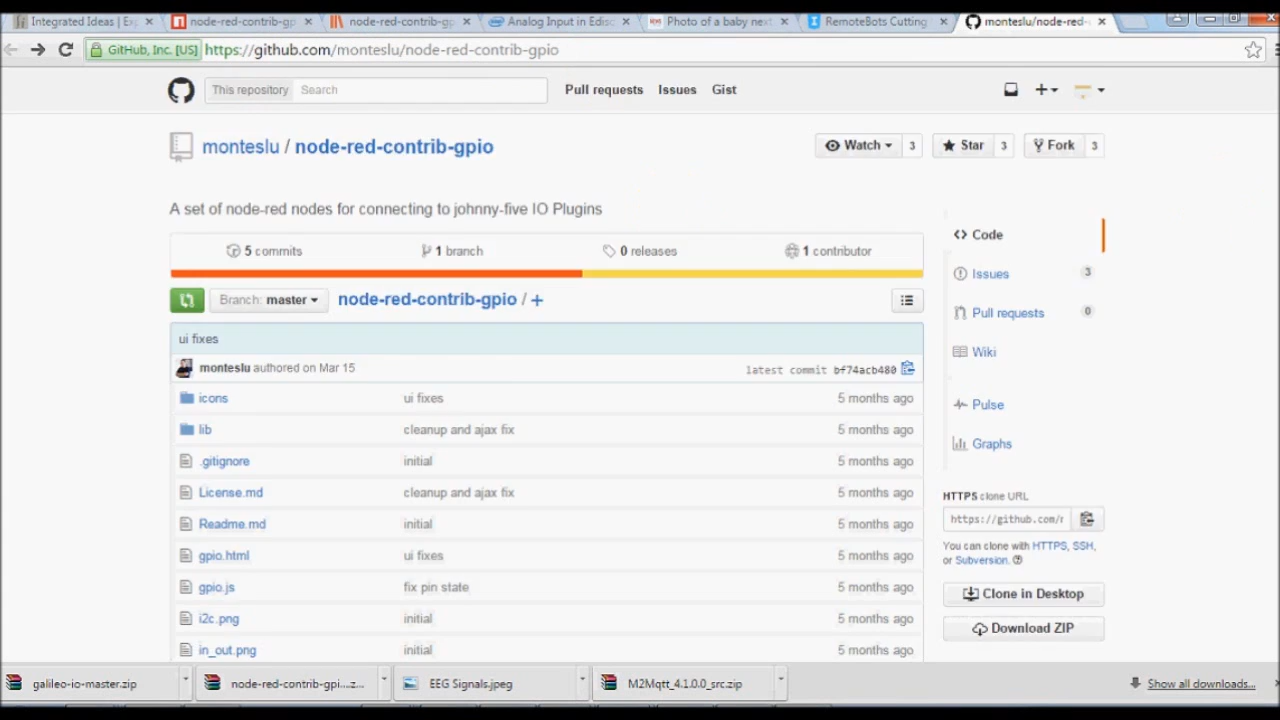 Integrated Ideas | Exp
node-red-contrib-gp
node-red-contrib-gp
Analog Input in Edisc
Photo of a baby next
RemoteBots Cutting
monteslu/node-red-
GitHub, Inc. [US] https://github.com/monteslu/node-red-contrib-gpio
This repository Search Pull requests Issues Gist
monteslu / node-red-contrib-gpio
Watch 3 Star 3 Fork 3
A set of node-red nodes for connecting to johnny-five IO Plugins
5 commits 1 branch 0 releases 1 contributor
Branch: master node-red-contrib-gpio / +
ui fixes
monteslu authored on Mar 15 latest commit bf74acb480
icons ui fixes 5 months ago
lib cleanup and ajax fix 5 months ago
.gitignore initial 5 months ago
License.md cleanup and ajax fix 5 months ago
Readme.md initial 5 months ago
gpio.html ui fixes 5 months ago
gpio.js fix pin state 5 months ago
i2c.png initial 5 months ago
in_out.png initial 5 months ago
Code
Issues 3
Pull requests 0
Wiki
Pulse
Graphs
HTTPS clone URL
https://github.com/r
You can clone with HTTPS, SSH,
or Subversion.
Clone in Desktop
Download ZIP
galileo-io-master.zip
node-red-contrib-gpi....z...
EEG Signals.jpeg
M2Mqtt_4.1.0.0_src.zip
Show all downloads...